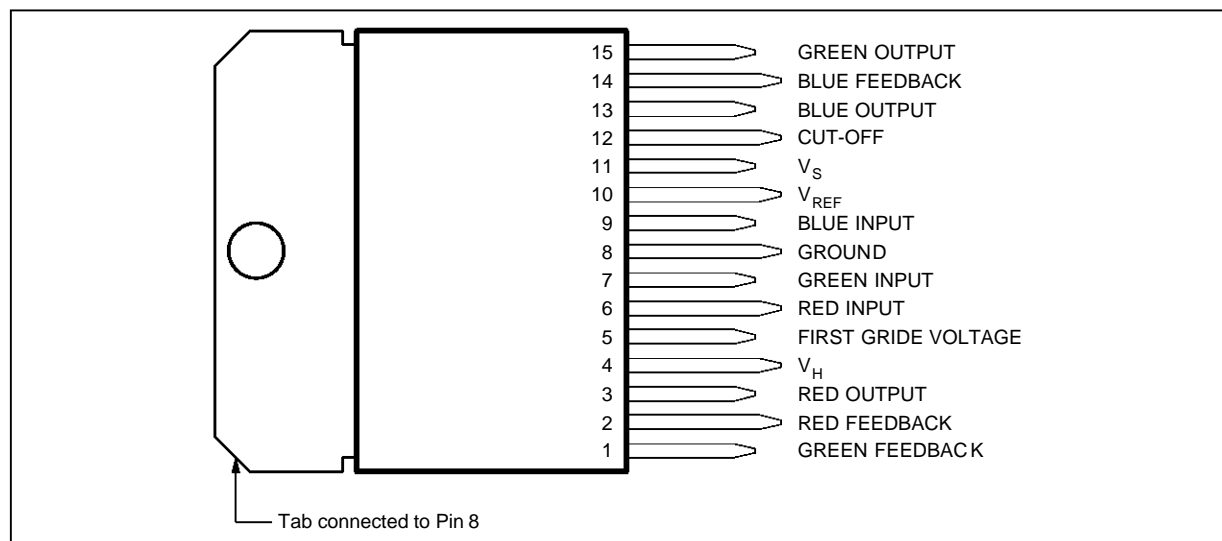 15 GREEN OUTPUT
14 BLUE FEEDBACK
13 BLUE OUTPUT
12 CUT-OFF
11 VS
10 VREF
9 BLUE INPUT
8 GROUND
7 GREEN INPUT
6 RED INPUT
5 FIRST GRIDE VOLTAGE
4 VH
3 RED OUTPUT
2 RED FEEDBACK
1 GREEN FEEDBACK
Tab connected to Pin 8